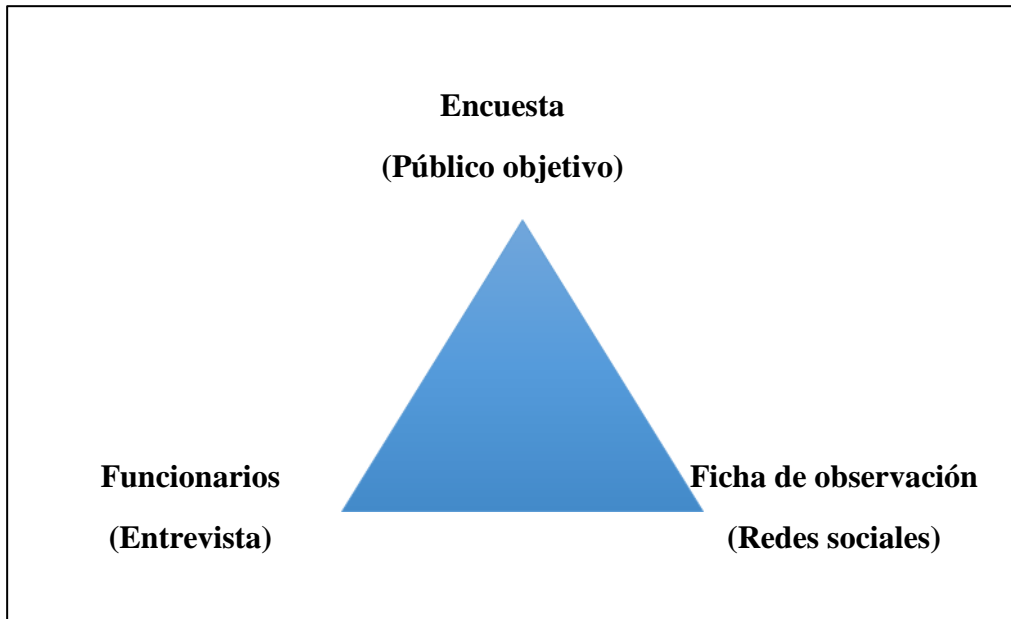 Encuesta
(Público objetivo)
Funcionarios
(Entrevista)
Ficha de observación
(Redes sociales)